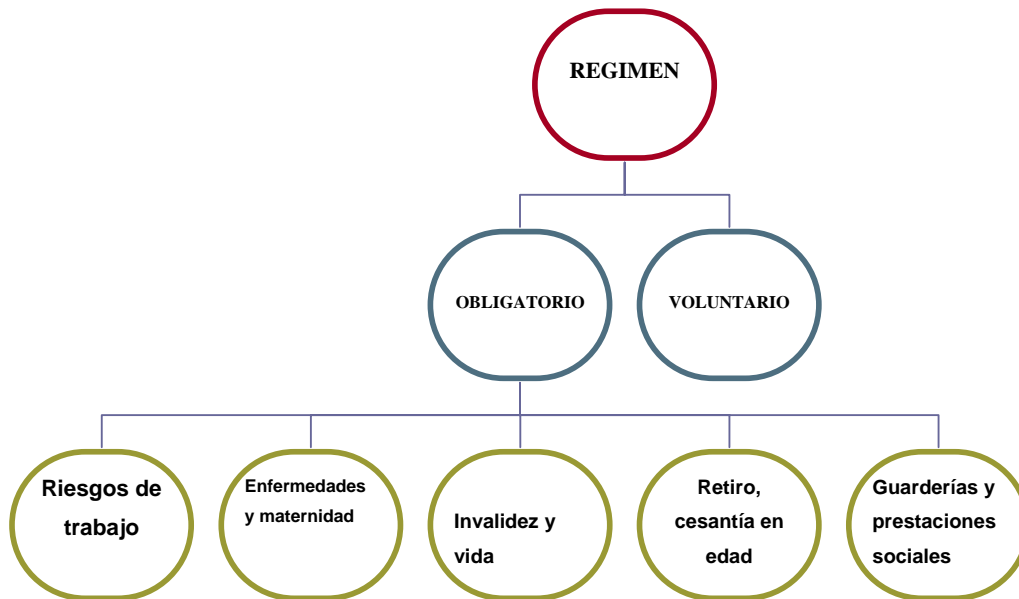 REGIMEN
OBLIGATORIO
VOLUNTARIO
Riesgos de
trabajo
Enfermedades
y maternidad
Invalidez y
vida
Retiro,
cesantía en
edad
Guarderías y
prestaciones
sociales